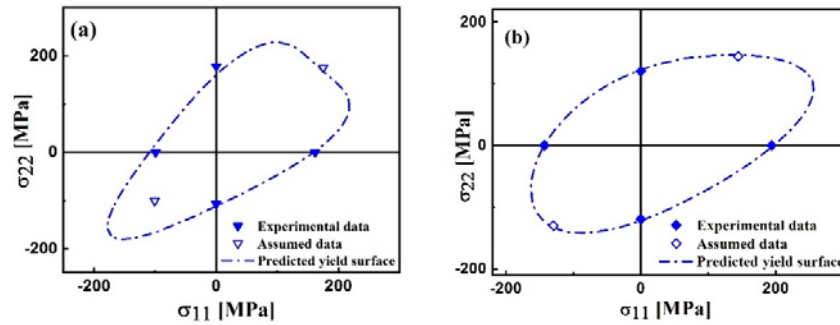 (a)
200
0
-200
σ22 [MPa]
Experimental data
Assumed data
Predicted yield surface
-200
0
200
σ11 [MPa]
(b)
200
0
-200
σ22 [MPa]
Experimental data
Assumed data
Predicted yield surface
-200
0
200
σ11 [MPa]